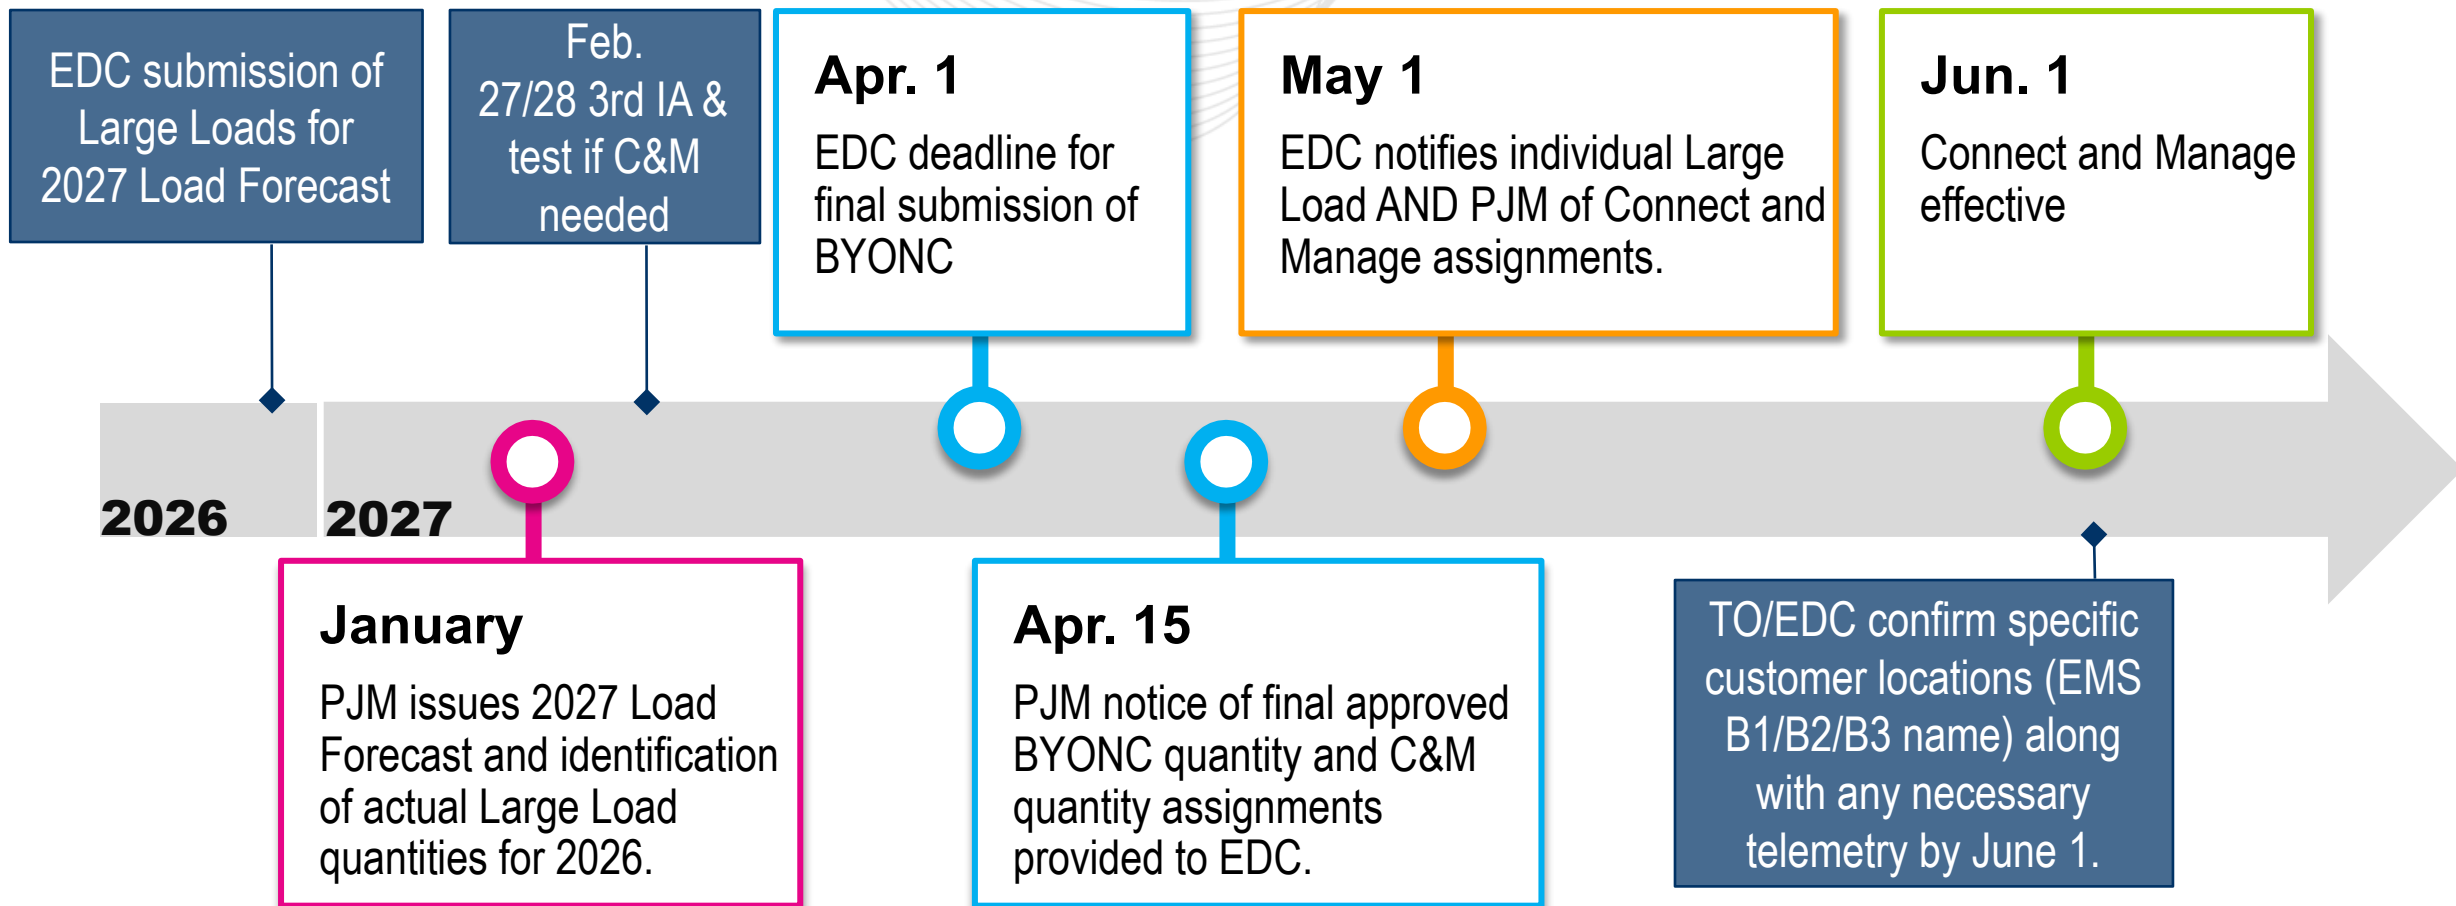 EDC submission of
Large Loads for
2027 Load Forecast
Feb.
27/28 3rd IA &
test if C&M
needed
Apr. 1
EDC deadline for
final submission of
BYONC
May 1
EDC notifies individual Large
Load AND PJM of Connect and
Manage assignments.
Jun. 1
Connect and Manage
effective
2026
2027
January
PJM issues 2027 Load
Forecast and identification
of actual Large Load
quantities for 2026.
Apr. 15
PJM notice of final approved
BYONC quantity and C&M
quantity assignments
provided to EDC.
TO/EDC confirm specific
customer locations (EMS
B1/B2/B3 name) along
with any necessary
telemetry by June 1.